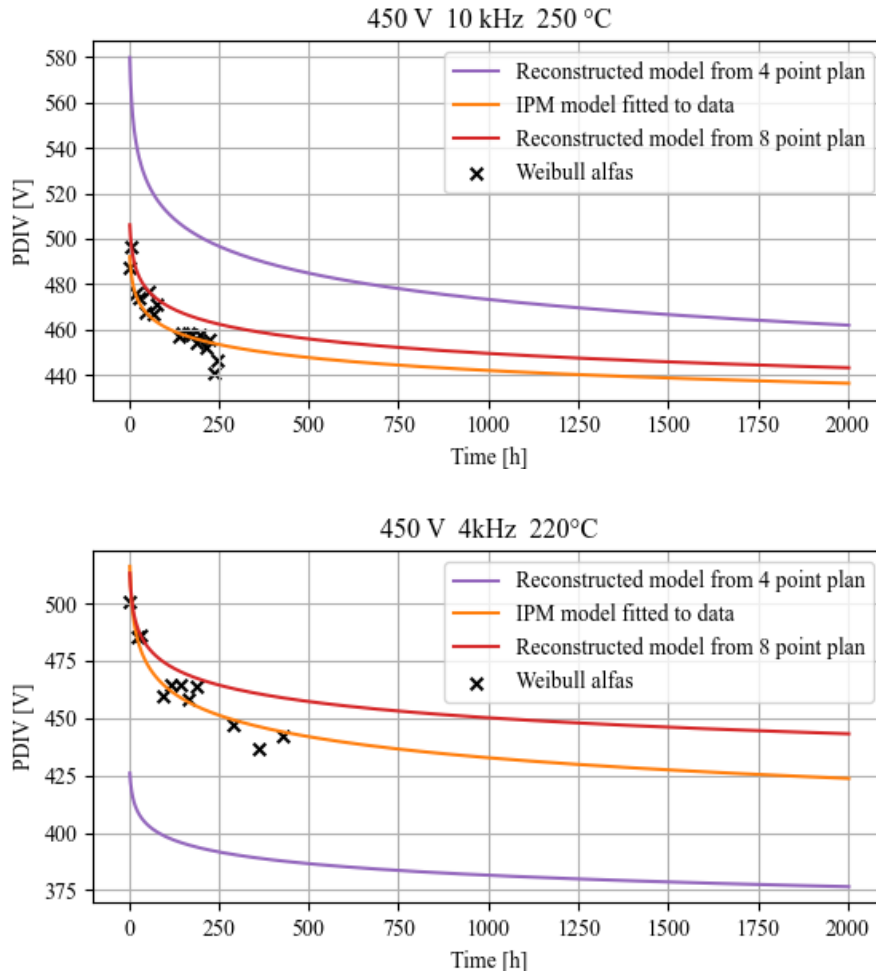 450 V 10 kHz 250 °C
580
560
540
520
500
480
460
440
PDIV [V]
Reconstructed model from 4 point plan
IPM model fitted to data
Reconstructed model from 8 point plan
Weibull alfas
0 250 500 750 1000 1250 1500 1750 2000
Time [h]
450 V 4kHz 220°C
500
475
450
425
400
375
PDIV [V]
Reconstructed model from 4 point plan
IPM model fitted to data
Reconstructed model from 8 point plan
Weibull alfas
0 250 500 750 1000 1250 1500 1750 2000
Time [h]